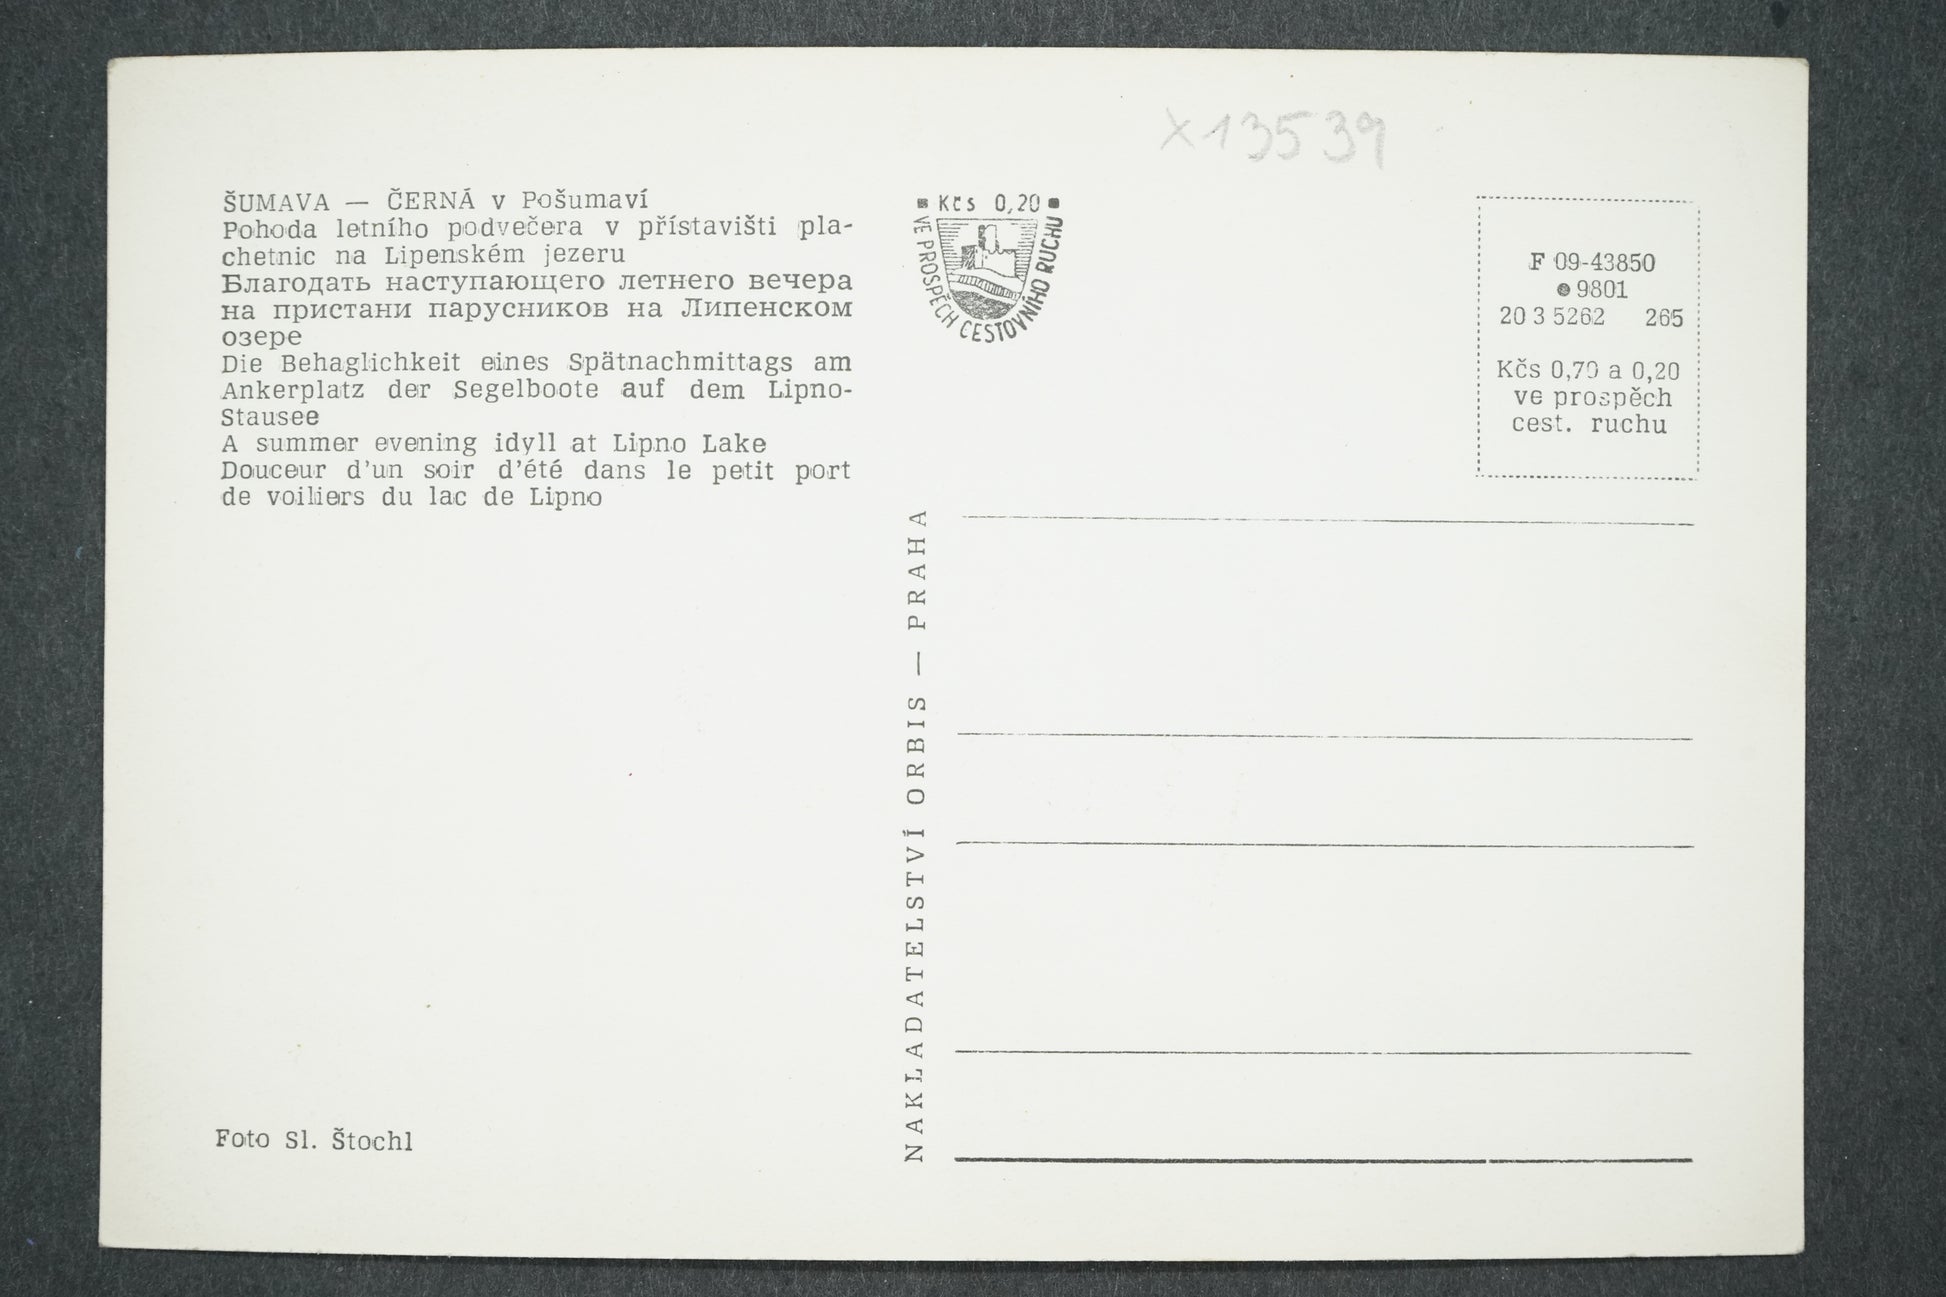 X 13539
ŠUMAVA — ČERNÁ v Pošumaví
Pohoda letního podvečera v přístavišti pla-
chetnic na Lipenském jezeru
Благодать наступающего летнего вечера
на пристани парусников на Липенском
озере
Die Behaglichkeit eines Spätnachmittags am
Ankerplatz der Segelboote auf dem Lipno-
Stausee
A summer evening idyll at Lipno Lake
Douceur d'un soir d'été dans le petit port
de voiliers du lac de Lipno
Foto Sl. Štochl
NAKLADATELSTVÍ ORBIS — PRAHA
Kčs 0,20
VE PROSPĚCH CESTOVNÍHO RUCHU
F 09-43850
9801
20 3 5262 265
Kčs 0,70 a 0,20
ve prospěch
cest. ruchu